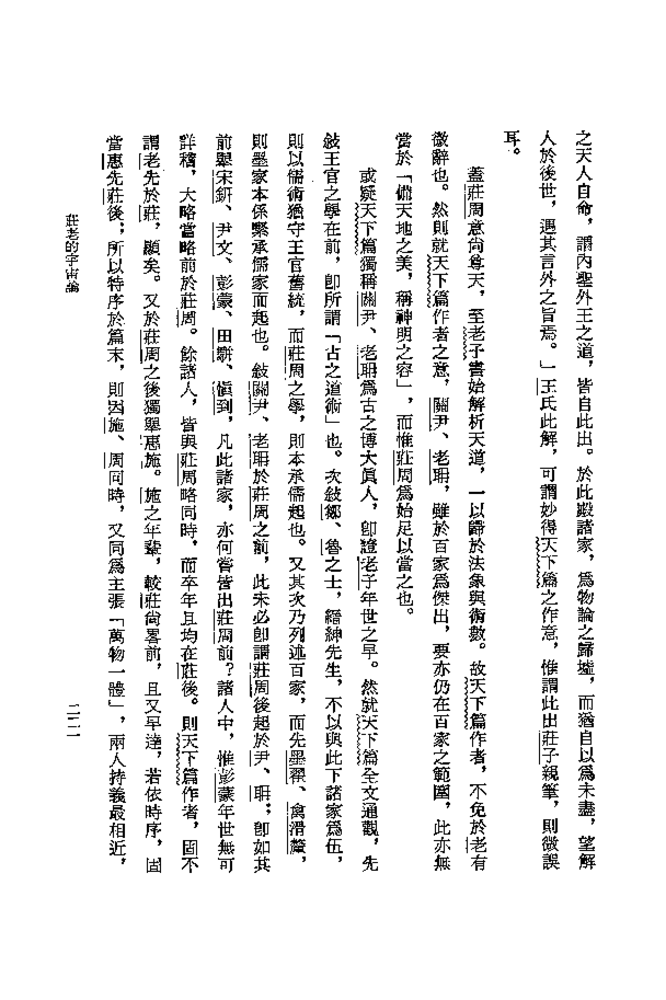 之天人自命，謂內聖外王之道，皆自此出。於此殿諸家，爲物論之歸墟，而猶自以爲未盡，望解
人於後世，遇其言外之旨焉。」王氏此解，可謂妙得天下篇之作意，惟謂此出莊子親筆，則微誤
耳。
蓋莊周意尚尊天，至老子書始解析天道，一以歸於法象與術數。故天下篇作者，不免於老有
微辭也。然則就天下篇作者之意，關尹、老聃，雖於百家爲傑出，要亦仍在百家之範圍，此亦無
當於「備天地之美，稱神明之容」，而惟莊周爲始足以當之也。
或疑天下篇獨稱關尹、老聃爲古之博大眞人，卽證老子年世之早。然就天下篇全文通觀，先
敍王官之學在前，卽所謂「古之道術」也。次敍鄒、魯之士，縉紳先生，不以與此下諸家爲伍，
則以儒術猶守王官舊統，而莊周之學，則本承儒起也。又其次乃列述百家，而先墨翟、禽滑釐，
則墨家本係緊承儒家而起也。敍關尹、老聃於莊周之前，此未必卽謂莊周後起於尹、聃；卽如其
前舉宋鈃、尹文、彭蒙、田駢、愼到，凡此諸家，亦何嘗皆出莊周前？諸人中，惟彭蒙年世無可
詳稽，大略當略前於莊周。餘諸人，皆與莊周略同時，而卒年且均在莊後。則天下篇作者，固不
謂老先於莊，顯矣。又於莊周之後獨舉惠施。施之年輩，較莊尚畧前，且又早達，若依時序，固
當惠先莊後；所以特序於篇末，則因施、周同時，又同爲主張「萬物一體」，兩人持義最相近，
莊老的宇宙論
二二一